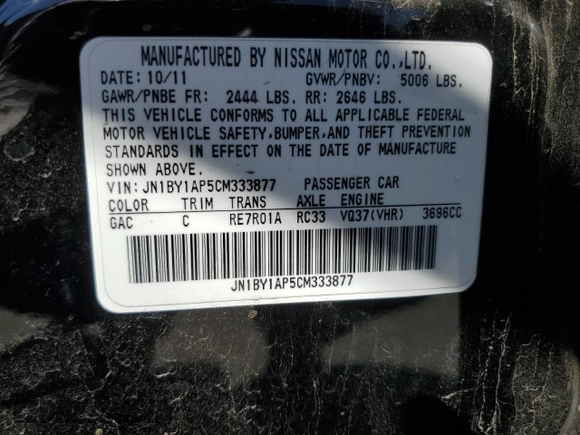 MANUFACTURED BY NISSAN MOTOR CO.,LTD.
DATE: 10/11 GVWR/PNBV: 5006 LBS.
GAWR/PNBE FR: 2444 LBS. RR: 2646 LBS.
THIS VEHICLE CONFORMS TO ALL APPLICABLE FEDERAL
MOTOR VEHICLE SAFETY,BUMPER,AND THEFT PREVENTION
STANDARDS IN EFFECT ON THE DATE OF MANUFACTURE
SHOWN ABOVE.
VIN: JN1BY1AP5CM333877 PASSENGER CAR
COLOR TRIM TRANS AXLE ENGINE
GAC C RE7R01A RC33 VQ37(VHR) 3696CC
JN1BY1AP5CM333877